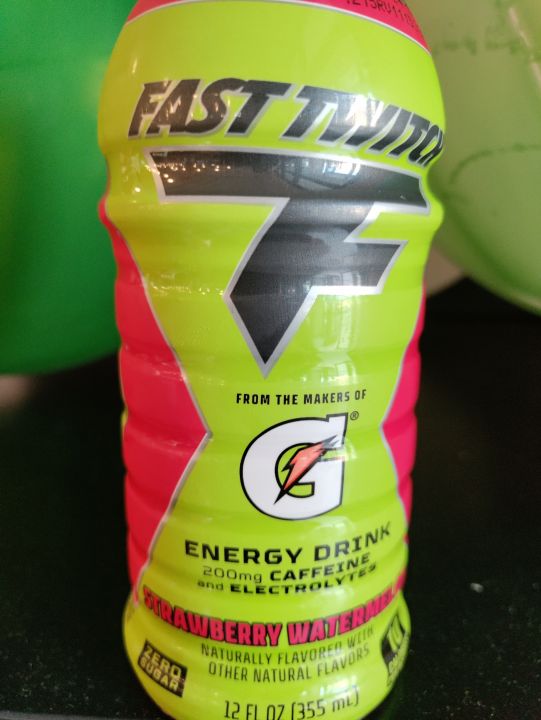 FAST TWITCH
FROM THE MAKERS OF
G®
ENERGY DRINK
200mg CAFFEINE
and ELECTROLYTES
STRAWBERRY WATERMELON
NATURALLY FLAVORED WITH
OTHER NATURAL FLAVORS
ZERO
SUGAR
12 FL OZ (355 mL)